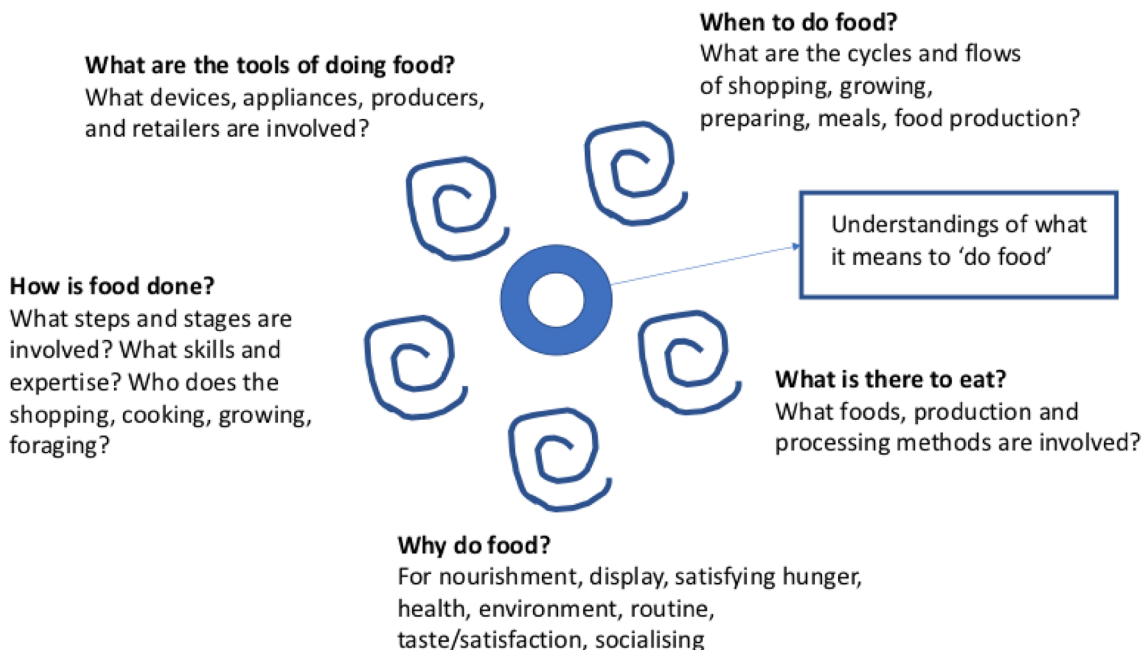 What are the tools of doing food?
What devices, appliances, producers,
and retailers are involved?
When to do food?
What are the cycles and flows
of shopping, growing,
preparing, meals, food production?
Understandings of what
it means to ‘do food’
How is food done?
What steps and stages are
involved? What skills and
expertise? Who does the
shopping, cooking, growing,
foraging?
What is there to eat?
What foods, production and
processing methods are involved?
Why do food?
For nourishment, display, satisfying hunger,
health, environment, routine,
taste/satisfaction, socialising